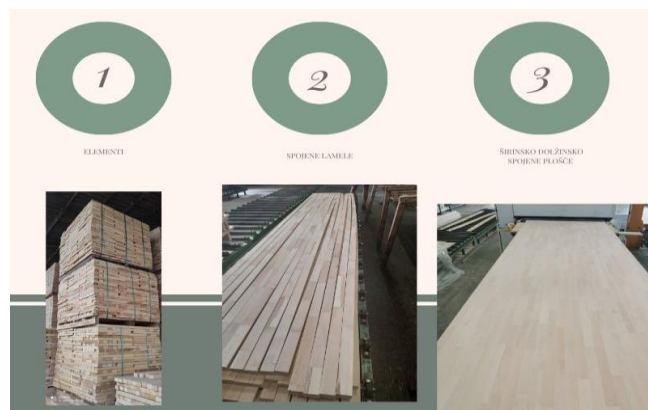 1
2
3
ELEMENTI
SPOJENE LAMELE
ŠIRINSKO DOLŽINSKO
SPOJENE PLOŠČE